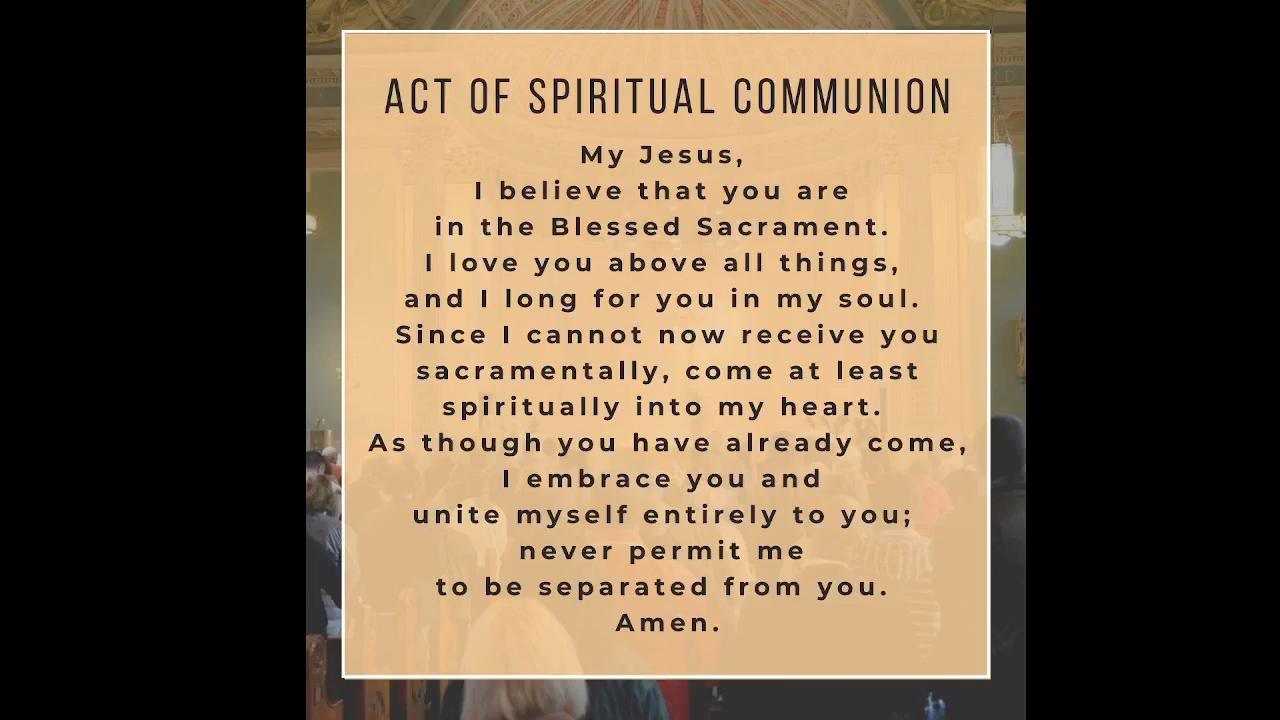 ACT OF SPIRITUAL COMMUNION
My Jesus,
I believe that you are
in the Blessed Sacrament.
I love you above all things,
and I long for you in my soul.
Since I cannot now receive you
sacramentally, come at least
spiritually into my heart.
As though you have already come,
I embrace you and
unite myself entirely to you;
never permit me
to be separated from you.
Amen.